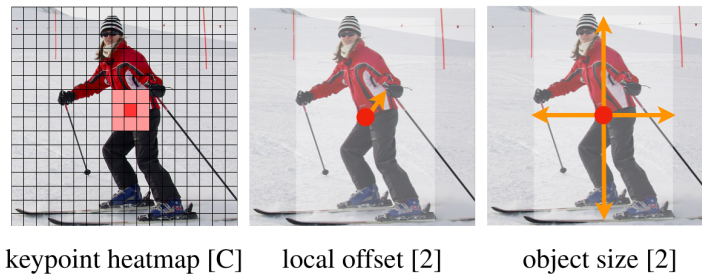 keypoint heatmap [C]
local offset [2]
object size [2]